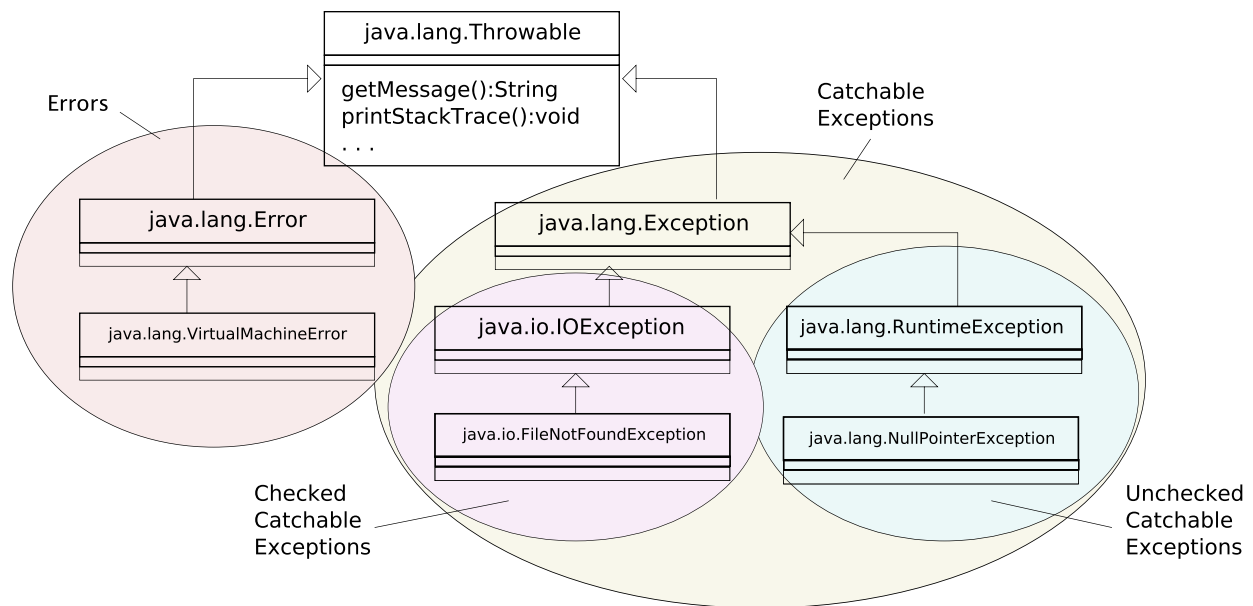 java.lang.Throwable
getMessage():String
printStackTrace():void
. . .
Errors
Catchable
Exceptions
java.lang.Error
java.lang.Exception
java.lang.VirtualMachineError
java.io.IOException
java.lang.RuntimeException
java.io.FileNotFoundException
java.lang.NullPointerException
Checked
Catchable
Exceptions
Unchecked
Catchable
Exceptions